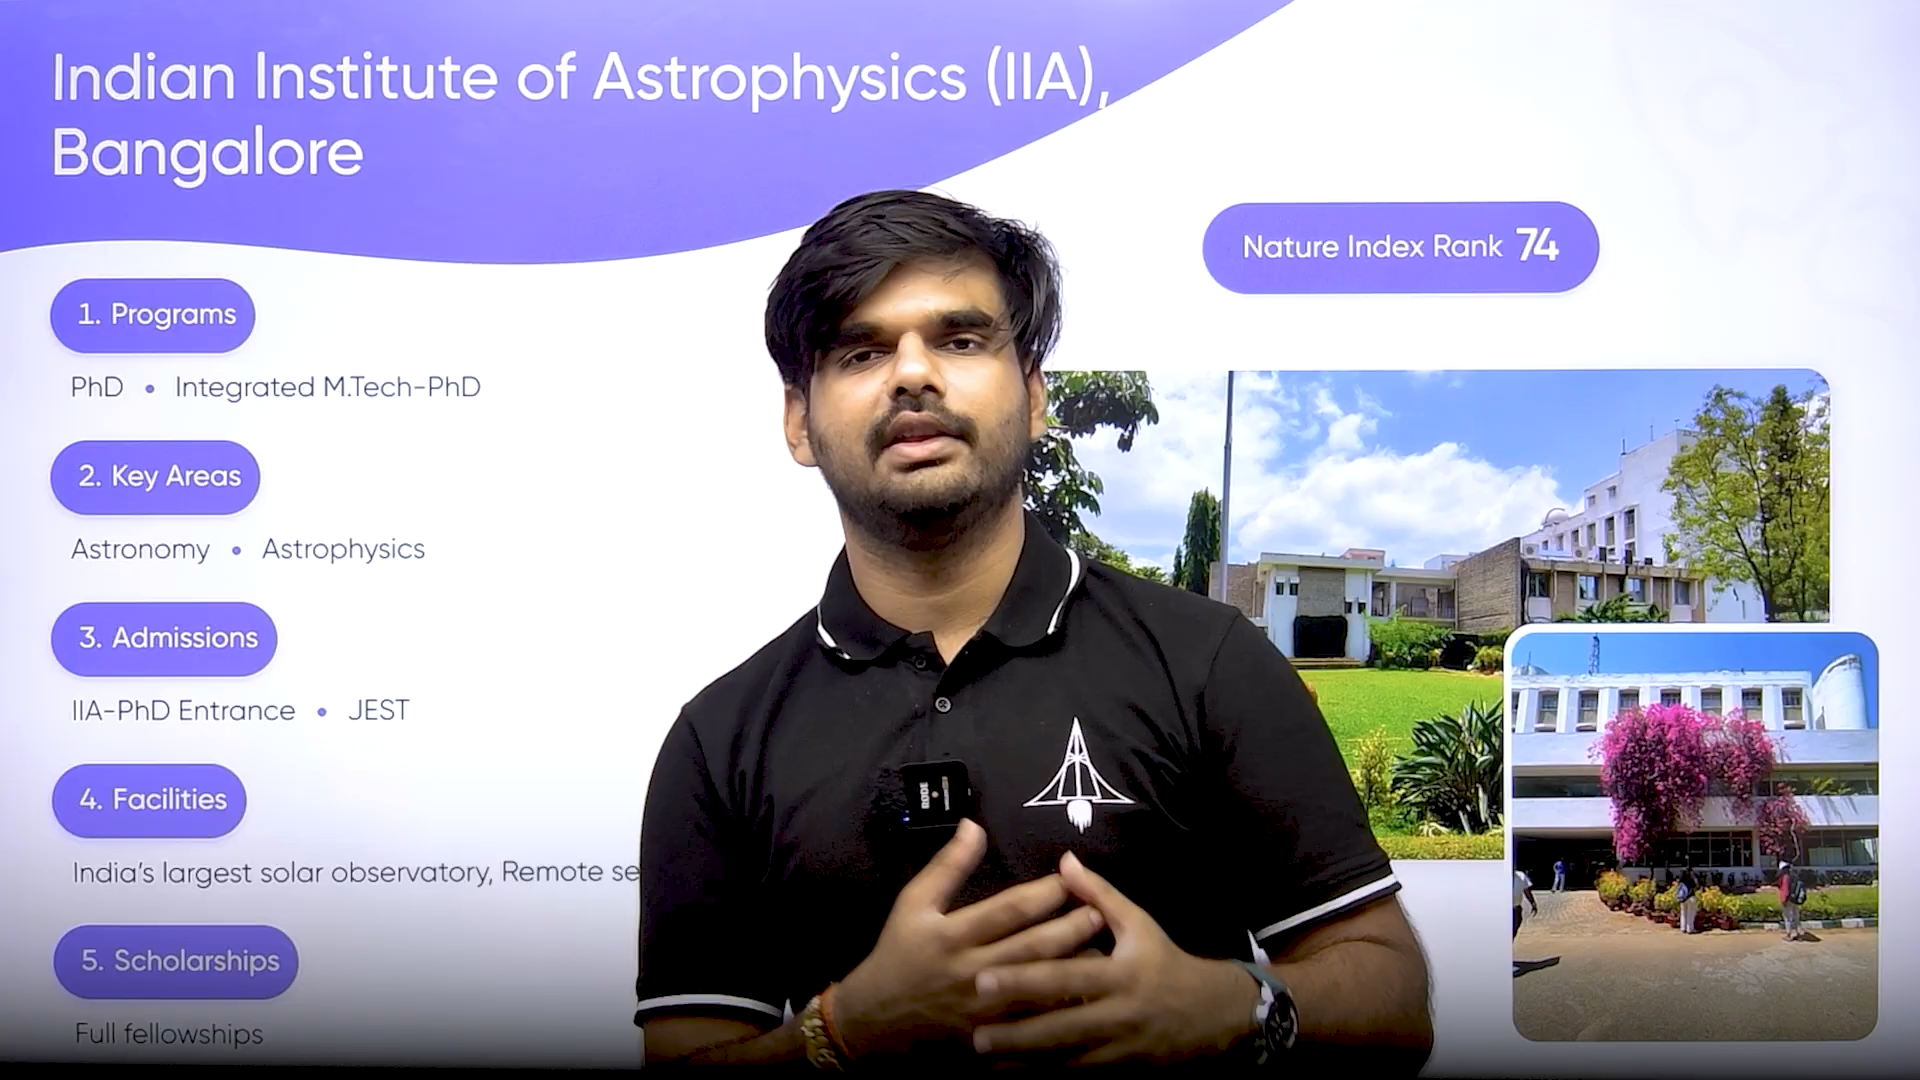 Indian Institute of Astrophysics (IIA),
Bangalore
Nature Index Rank 74
1. Programs
PhD • Integrated M.Tech-PhD
2. Key Areas
Astronomy • Astrophysics
3. Admissions
IIA-PhD Entrance • JEST
4. Facilities
India's largest solar observatory, Remote
5. Scholarships
Full fellowships
RODE